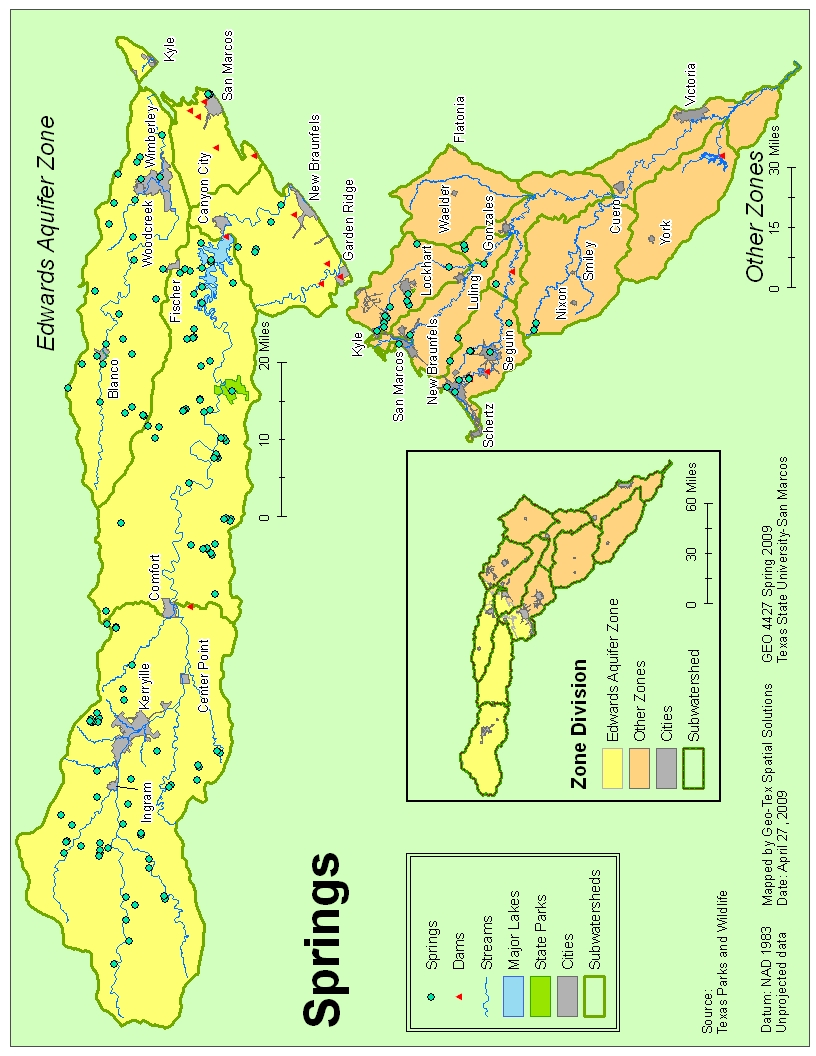 Edwards Aquifer Zone
Kyle
San Marcos
Wimberley
Woodcreek
Canyon City
New Braunfels
Garden Ridge
Fischer
Blanco
Comfort
Kerrville
Center Point
Ingram
0 10 20 Miles
Springs
Other Zones
Flatonia
Victoria
Waelder
Gonzales
Cuero
York
Smiley
Nixon
Lockhart
Luling
Kyle
San Marcos
New Braunfels
Seguin
Schertz
0 15 30 Miles
Springs
Dams
Streams
Major Lakes
State Parks
Cities
Subwatersheds
Zone Division
Edwards Aquifer Zone
Other Zones
Cities
Subwatershed
0 30 60 Miles
Source:
Texas Parks and Wildlife
Datum: NAD 1983
Unprojected data
Mapped by Geo-Tex Spatial Solutions
Date: April 27, 2009
GEO 4427 Spring 2009
Texas State University-San Marcos